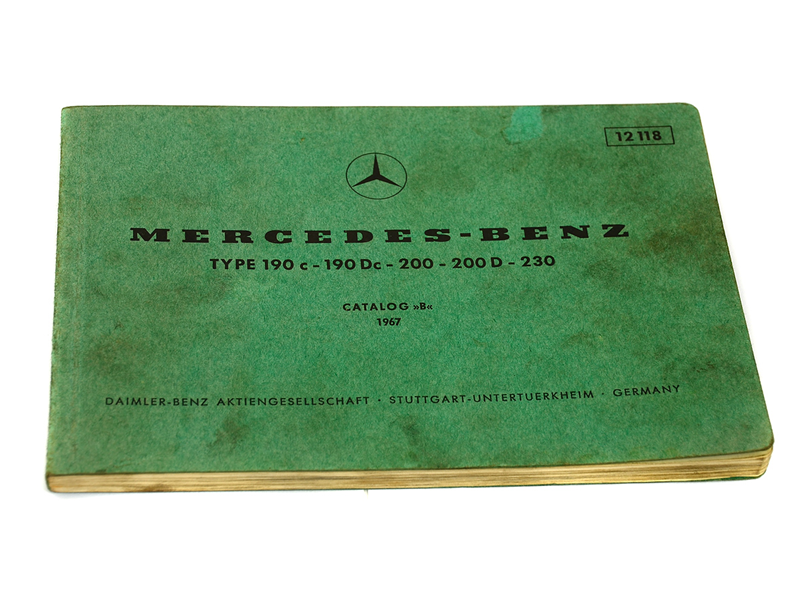 12 118
MERCEDES-BENZ
TYPE 190 c - 190 Dc - 200 - 200 D - 230
CATALOG »B«
1967
DAIMLER-BENZ AKTIENGESELLSCHAFT · STUTTGART-UNTERTUERKHEIM · GERMANY